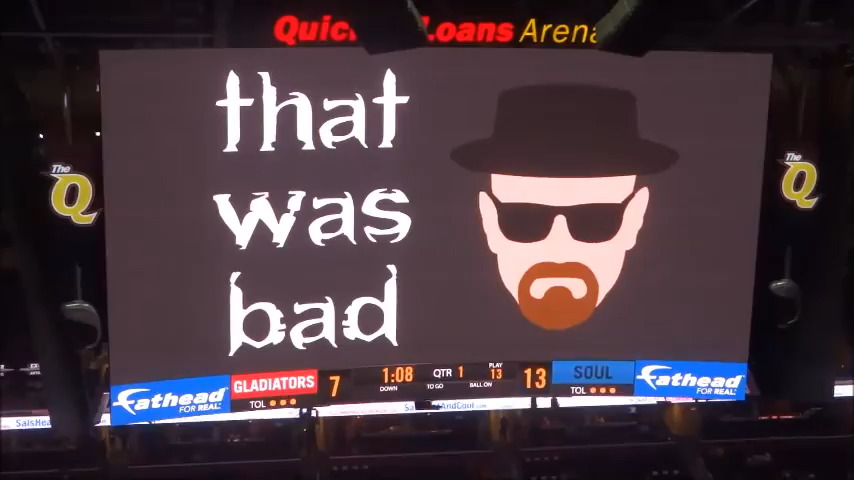 Quic Loans Arena
that
was
bad
The
Q
The
Q
Fathead
FOR REAL
GLADIATORS
TOL
7
1:08
DOWN
QTR 1
TO GO
PLAY
13
BALL ON
13
SOUL
TOL
Fathead
FOR REAL